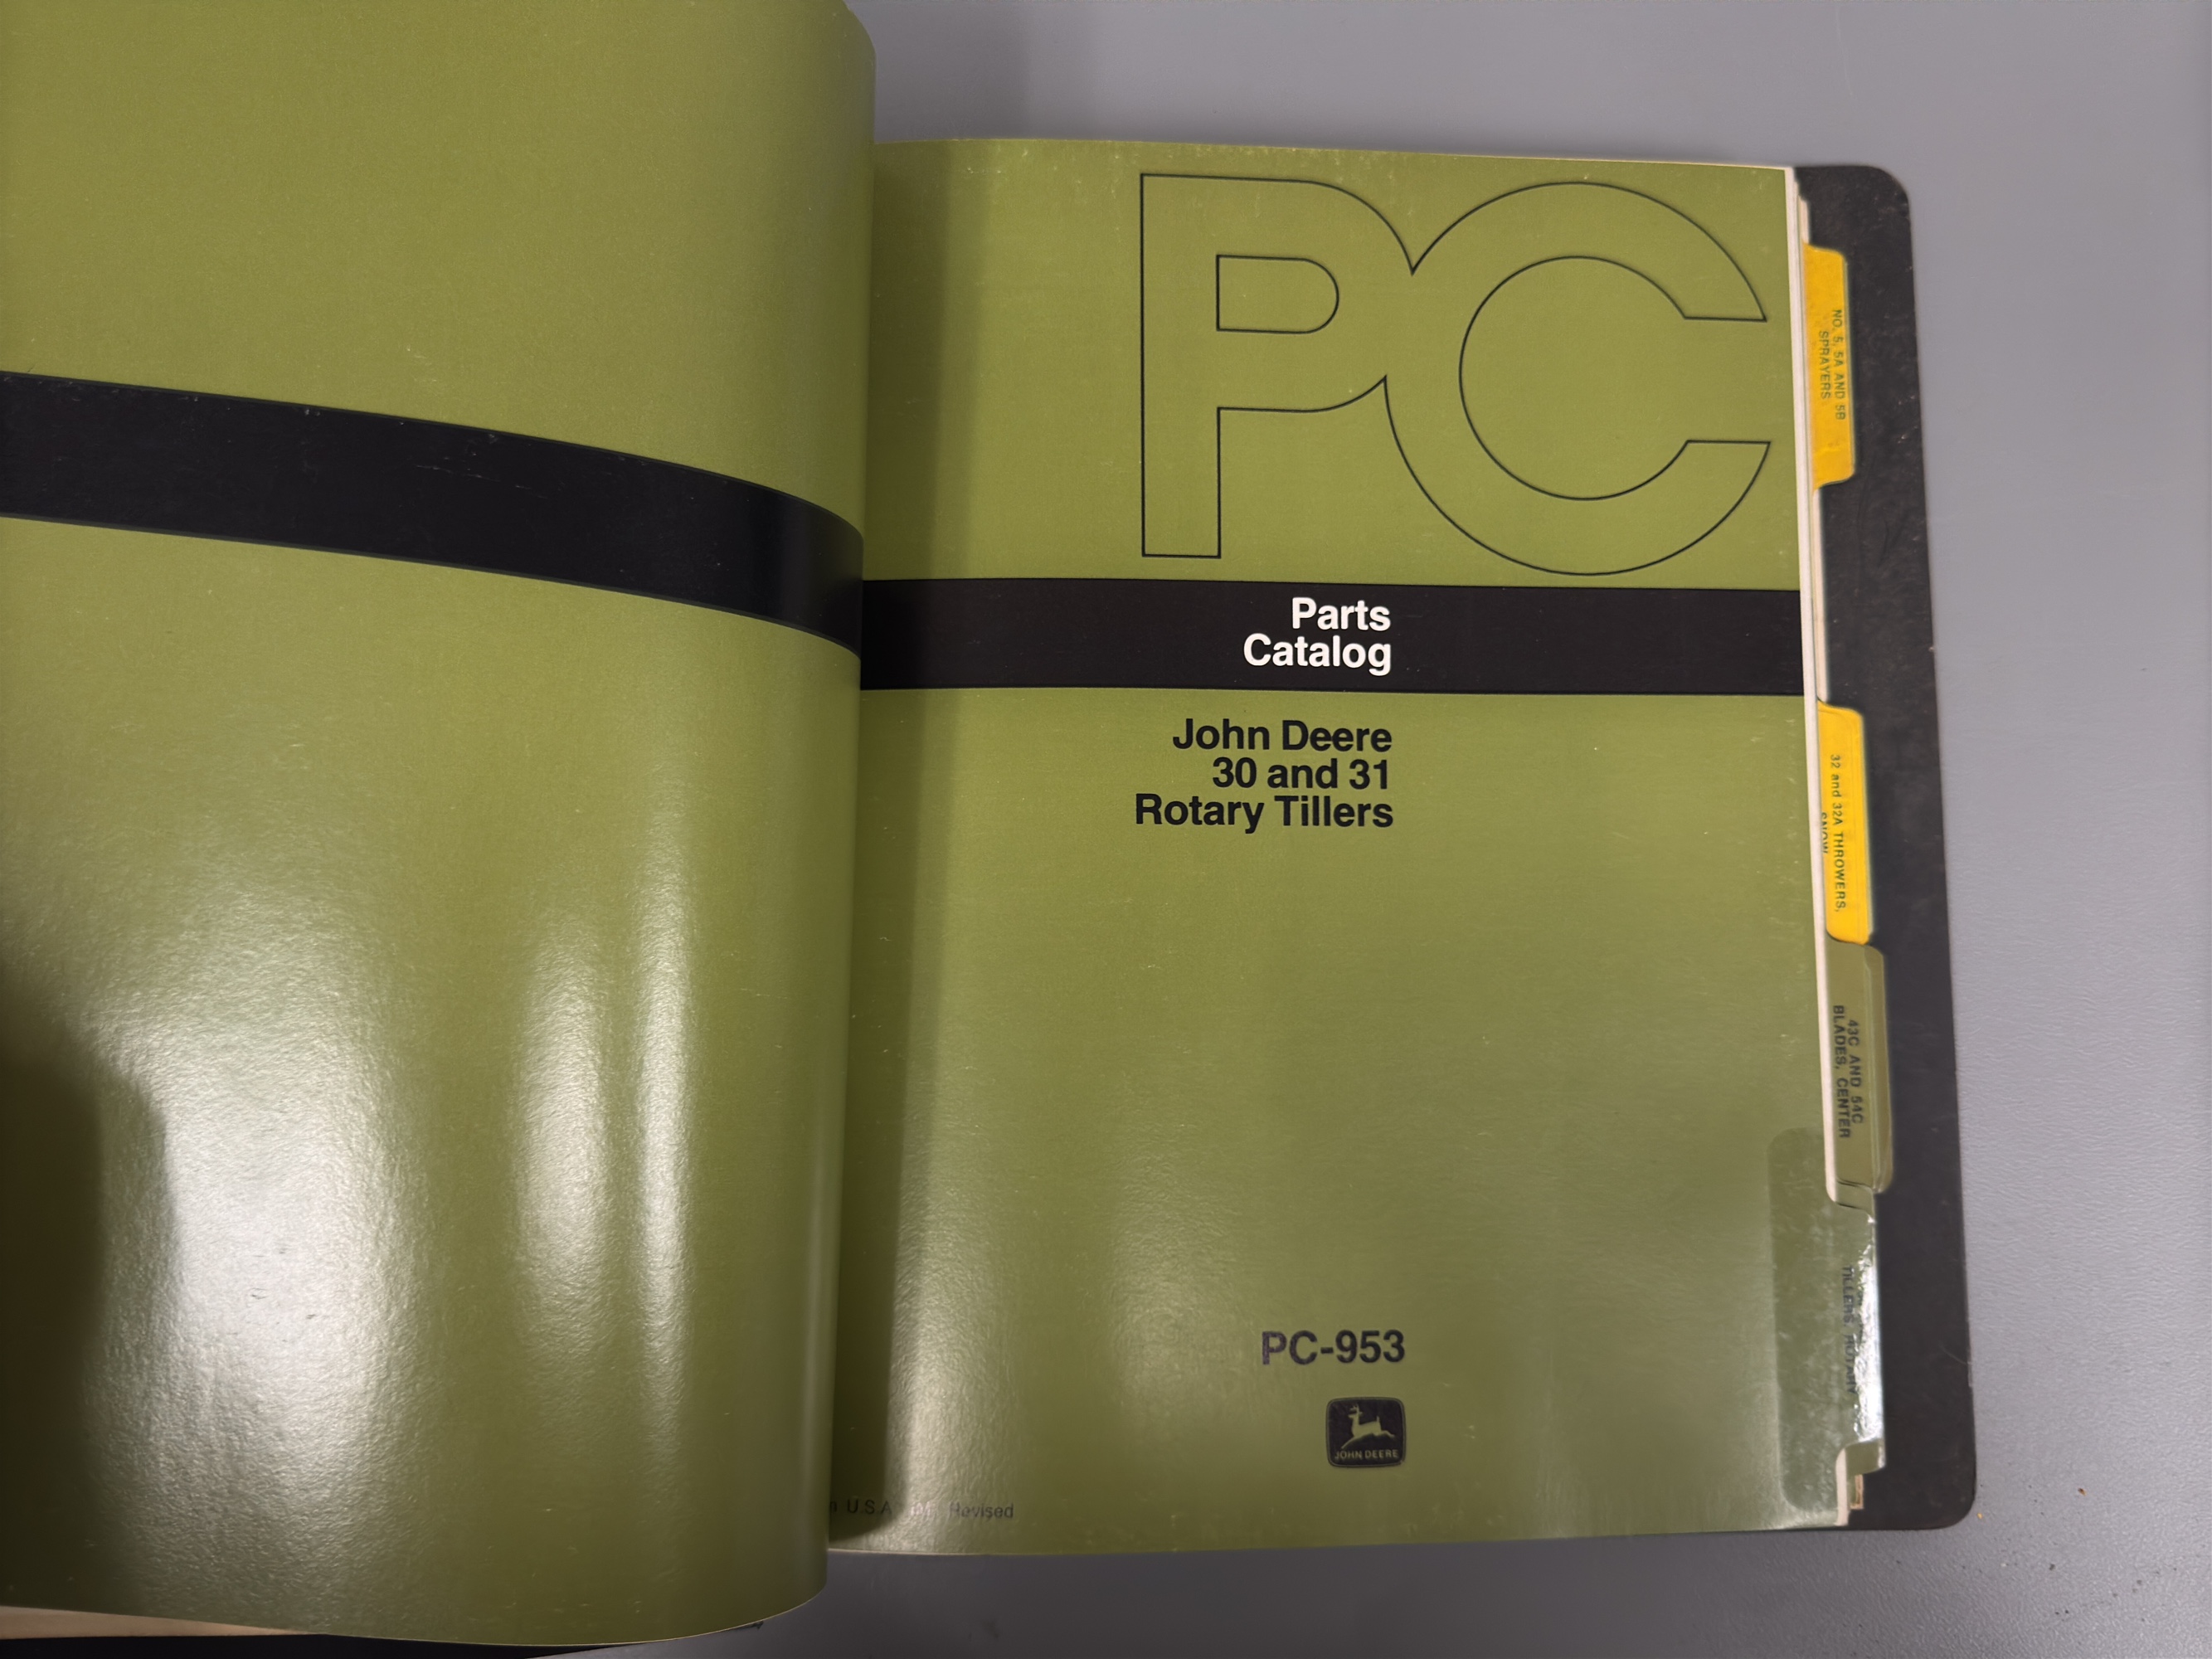 PC
Parts
Catalog
John Deere
30 and 31
Rotary Tillers
PC-953
JOHN DEERE
U.S.A. Revised
NO. 5, 5A AND 5B
SPRAYERS
32 and 32A THROWERS,
SNOW
43C AND 54C
BLADES, CENTER
TILLERS, ROTARY